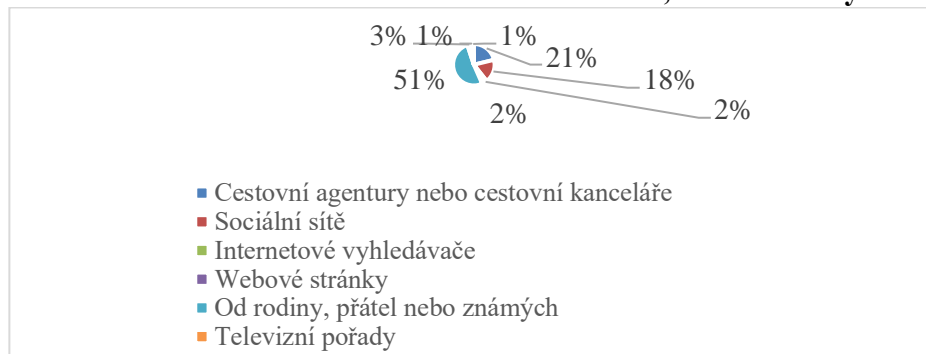 3% 1% 1%
21%
51% 18%
2% 2%
Cestovní agentury nebo cestovní kanceláře
Sociální sítě
Internetové vyhledávače
Webové stránky
Od rodiny, přátel nebo známých
Televizní pořady